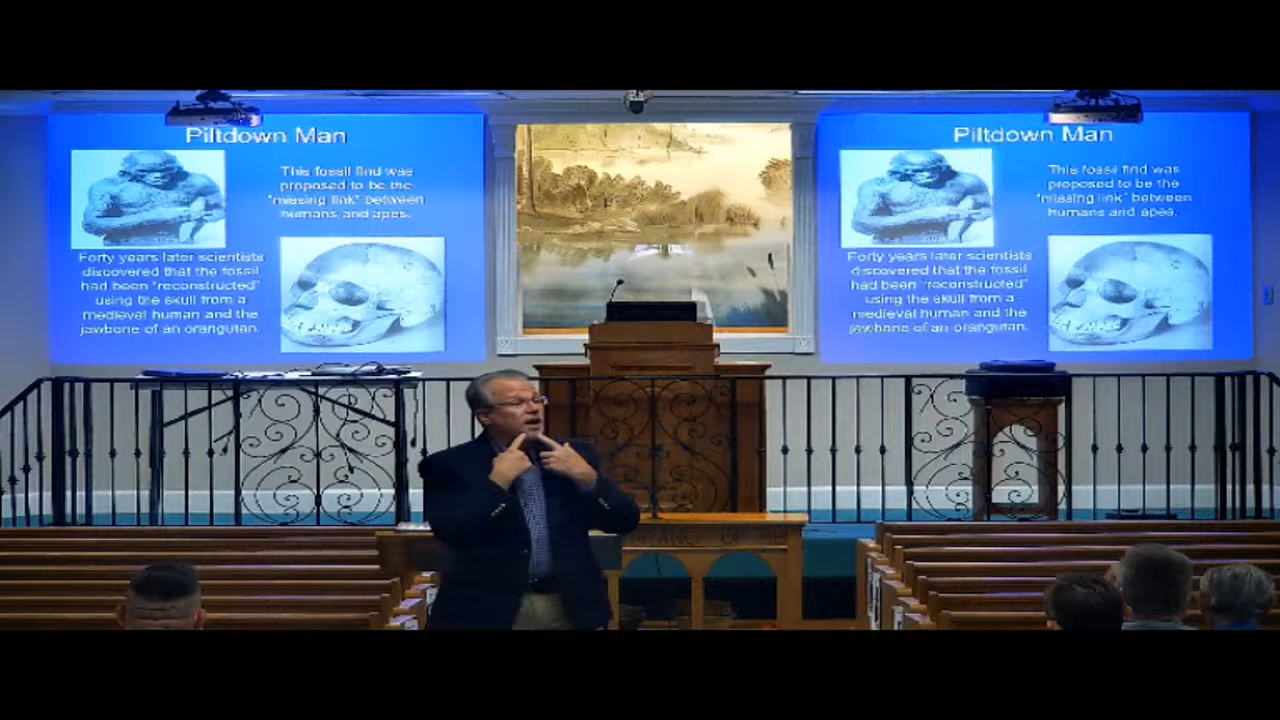 Piltdown Man
This fossil find was
proposed to be the
"missing link" between
humans and apes.
Forty years later scientists
discovered that the fossil
had been "reconstructed"
using the skull from a
medieval human and the
jawbone of an orangutan.
Piltdown Man
This fossil find was
proposed to be the
"missing link" between
humans and apes.
Forty years later scientists
discovered that the fossil
had been "reconstructed"
using the skull from a
medieval human and the
jawbone of an orangutan.
OF